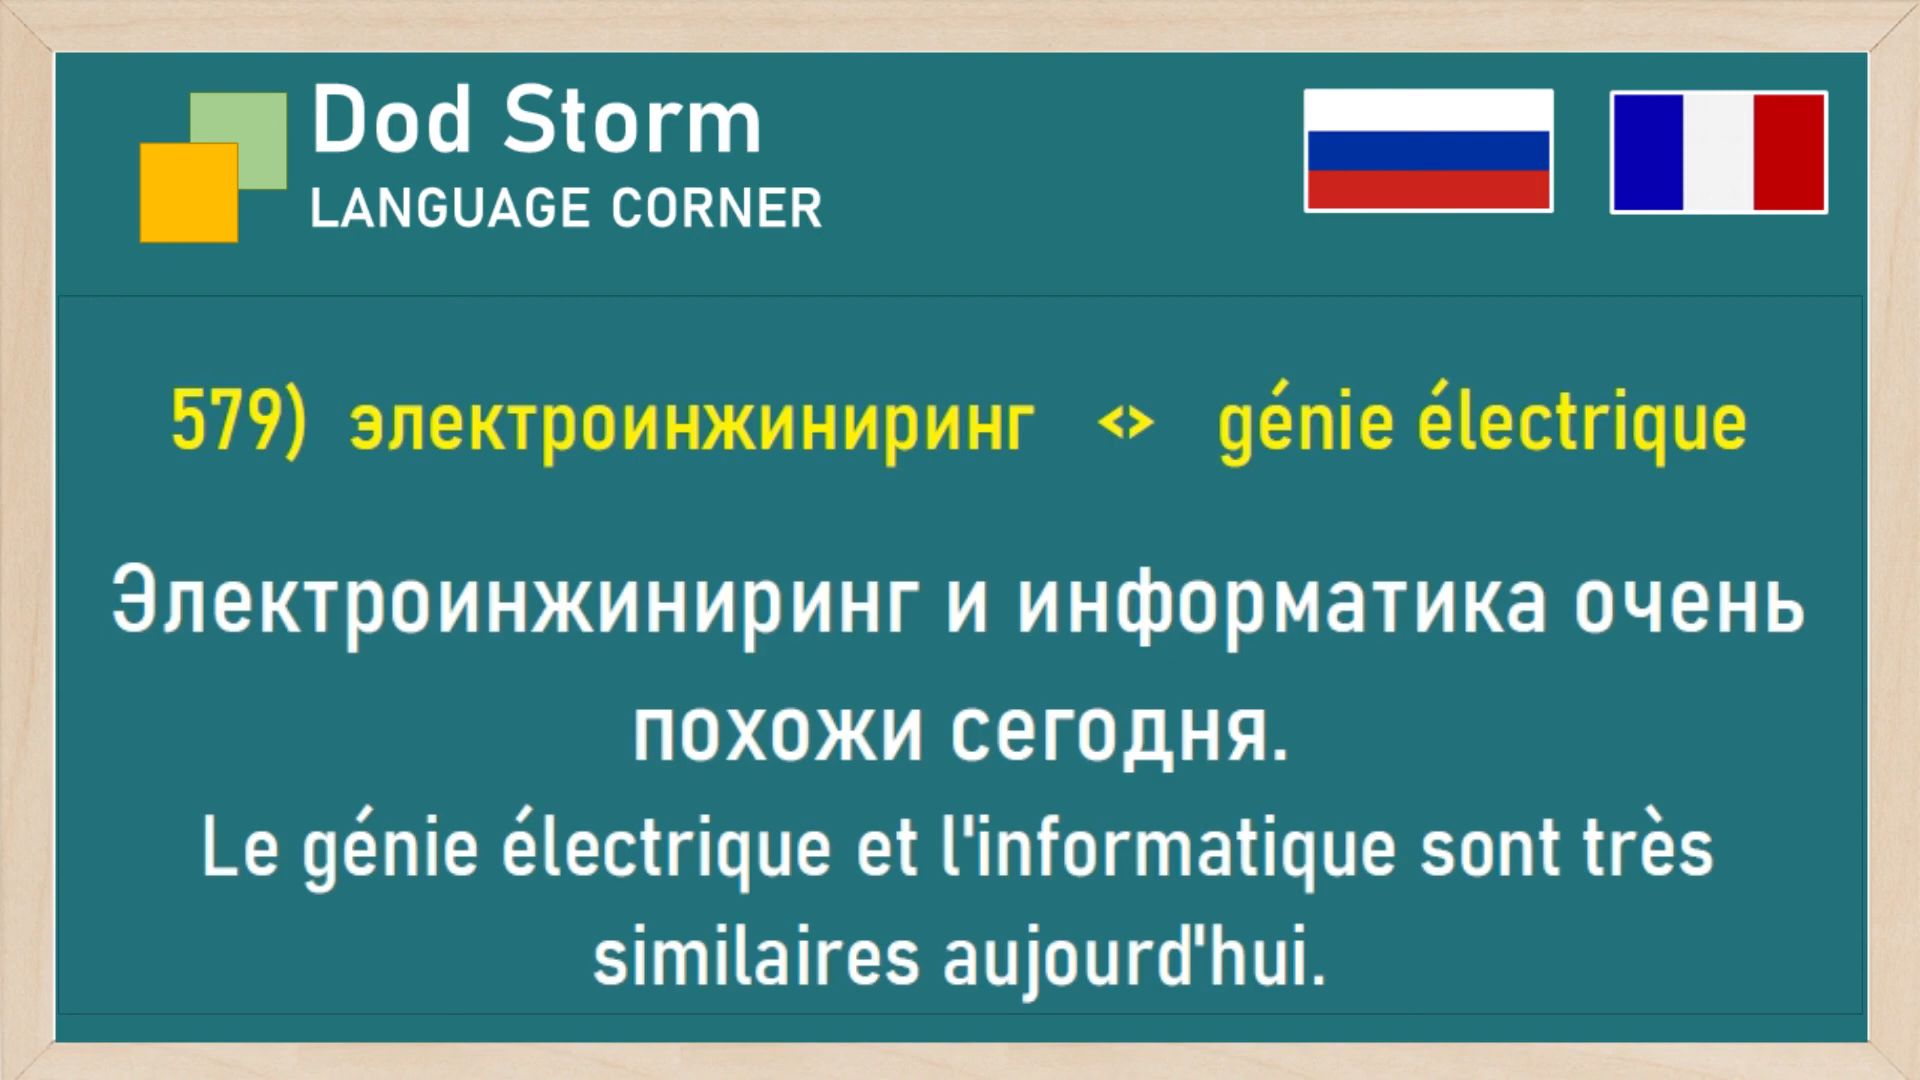 Dod Storm
LANGUAGE CORNER
579) электроинжиниринг <> génie électrique
Электроинжиниринг и информатика очень
похожи сегодня.
Le génie électrique et l'informatique sont très
similaires aujourd'hui.